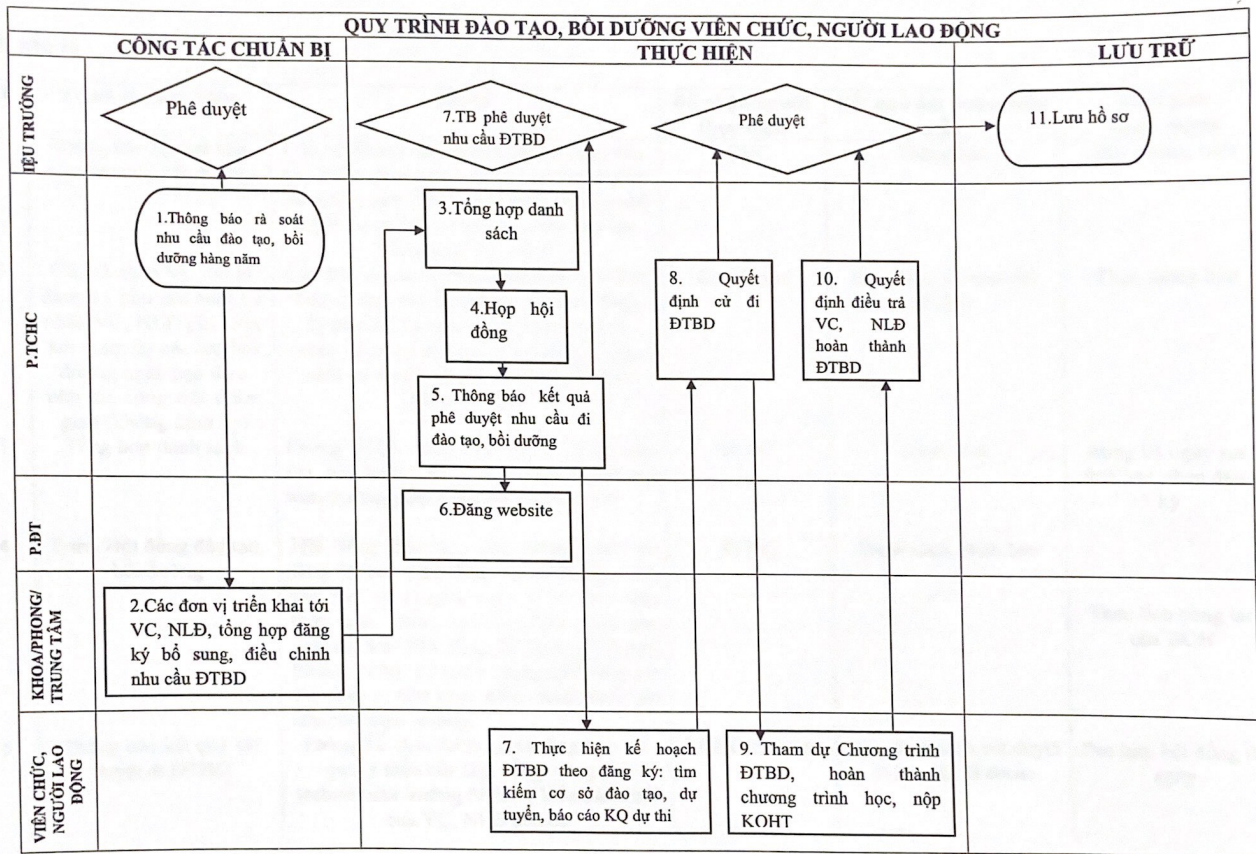 QUY TRÌNH ĐÀO TẠO, BỒI DƯỠNG VIÊN CHỨC, NGƯỜI LAO ĐỘNG
CÔNG TÁC CHUẨN BỊ
THỰC HIỆN
LƯU TRỮ
IỆU TRƯỞNG
Phê duyệt
7.TB phê duyệt
nhu cầu ĐTBD
Phê duyệt
11.Lưu hồ sơ
P.TCHC
1.Thông báo rà soát
nhu cầu đào tạo, bồi
dưỡng hàng năm
3.Tổng hợp danh
sách
4.Họp hội
đồng
5. Thông báo kết quả
phê duyệt nhu cầu đi
đào tạo, bồi dưỡng
8. Quyết
định cử đi
ĐTBD
10. Quyết
định điều trả
VC, NLĐ
hoàn thành
ĐTBD
P.ĐT
6.Đăng website
KHOA/PHONG/
TRUNG TÂM
2.Các đơn vị triển khai tới
VC, NLĐ, tổng hợp đăng
ký bổ sung, điều chỉnh
nhu cầu ĐTBD
VIÊN CHỨC,
NGƯỜI LAO
ĐỘNG
7. Thực hiện kế hoạch
ĐTBD theo đăng ký: tìm
kiếm cơ sở đào tạo, dự
tuyển, báo cáo KQ dự thi
9. Tham dự Chương trình
ĐTBD, hoàn thành
chương trình học, nộp
KQHT